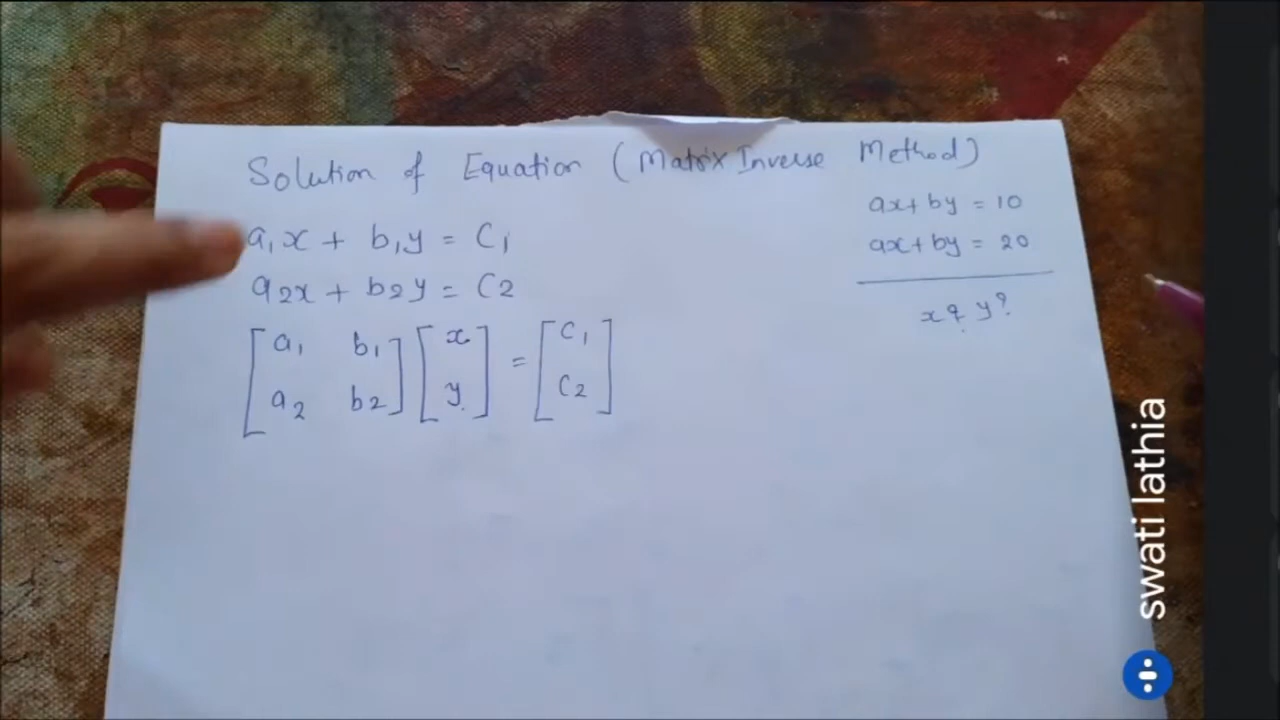 Solution of Equation (Matrix Inverse Method)
a₁x + b₁y = C₁
a₂x + b₂y = C₂
[a₁ b₁] [x] = [C₁]
[a₂ b₂] [y] [C₂]
ax + by = 10
ax + by = 20
x & y?
swati lathia